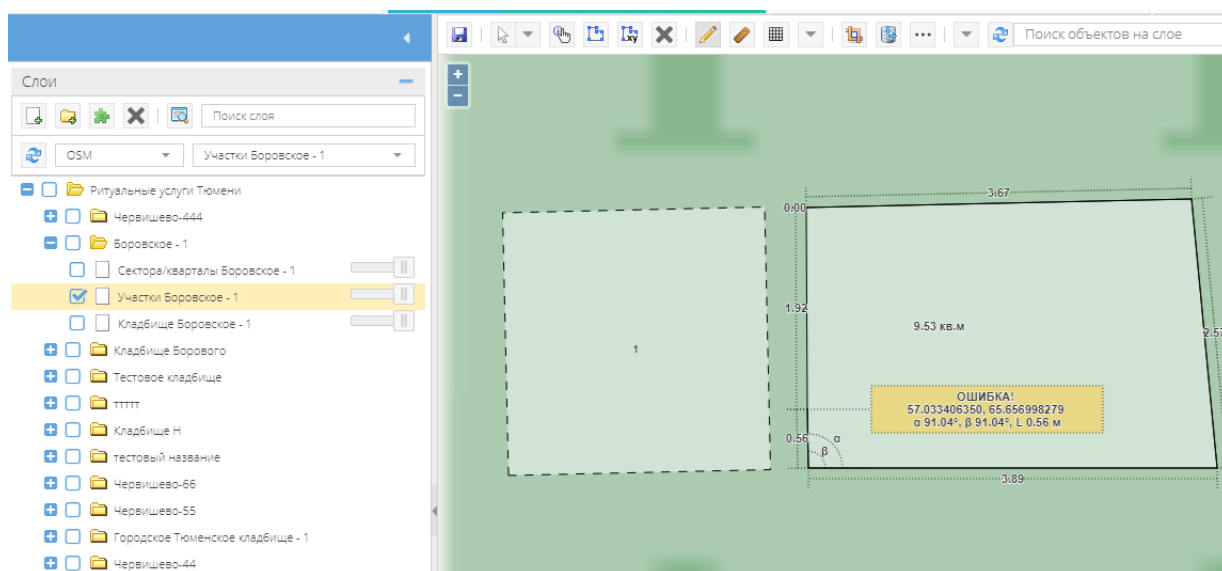 Поиск объектов на слое
Слои
Поиск слоя
OSM
Участки Боровское - 1
Ритуальные услуги Тюмени
Червишево-444
Боровское - 1
Сектора/кварталы Боровское - 1
Участки Боровское - 1
Кладбище Боровское - 1
Кладбище Борового
Тестовое кладбище
ттттт
Кладбище Н
тестовый название
Червишево-66
Червишево-55
Городское Тюменское кладбище - 1
Червишево-44
xy
+
−
1
3.67
0.00
1.92
9.53 кв.м
2.57
ОШИБКА!
57.033406350, 65.656998279
α 91.04°, β 91.04°, L 0.56 м
0.56
α
β
3.89